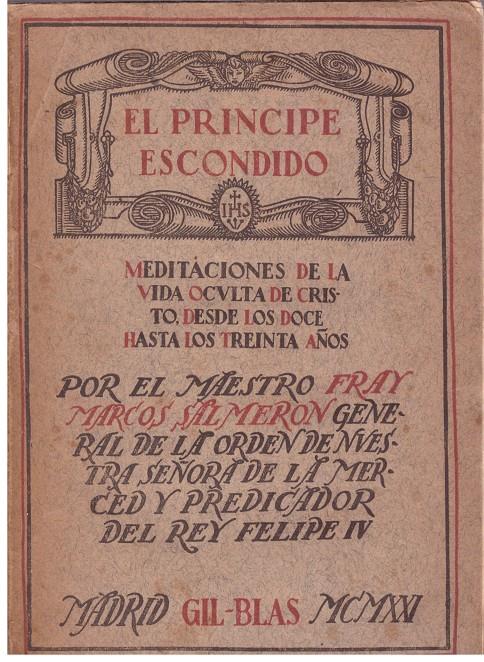 EL PRINCIPE
ESCONDIDO
IHS
MEDITACIONES DE LA
VIDA OCVLTA DE CRIS-
TO, DESDE LOS DOCE
HASTA LOS TREINTA AÑOS
POR EL MAESTRO FRAY
MARCOS SALMERON GENE-
RAL DE LA ORDEN DE NVES-
TRA SEÑORA DE LA MER-
CED Y PREDICADOR
DEL REY FELIPE IV
MADRID GIL-BLAS MCMXXI